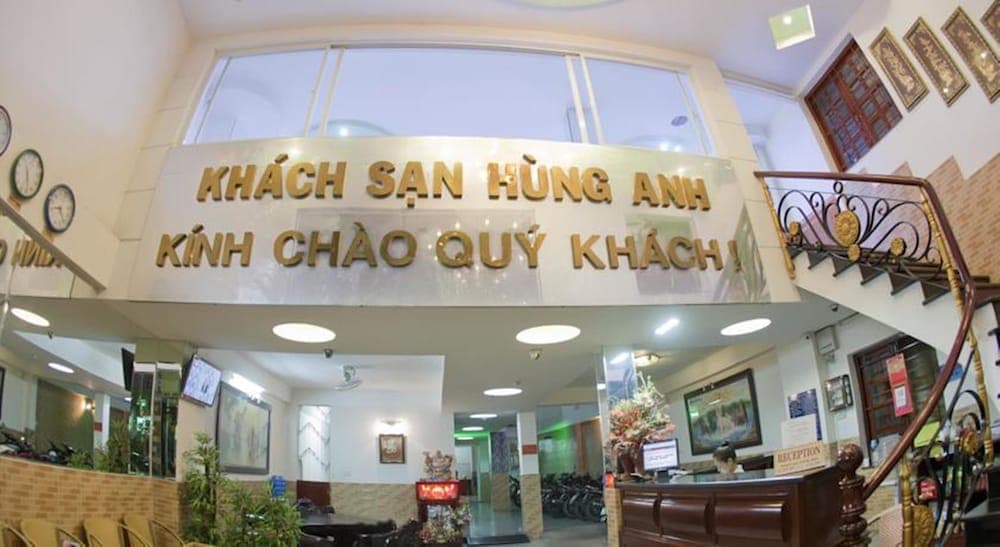 KHÁCH SẠN HÙNG ANH
KÍNH CHÀO QUÝ KHÁCH!
RECEPTION